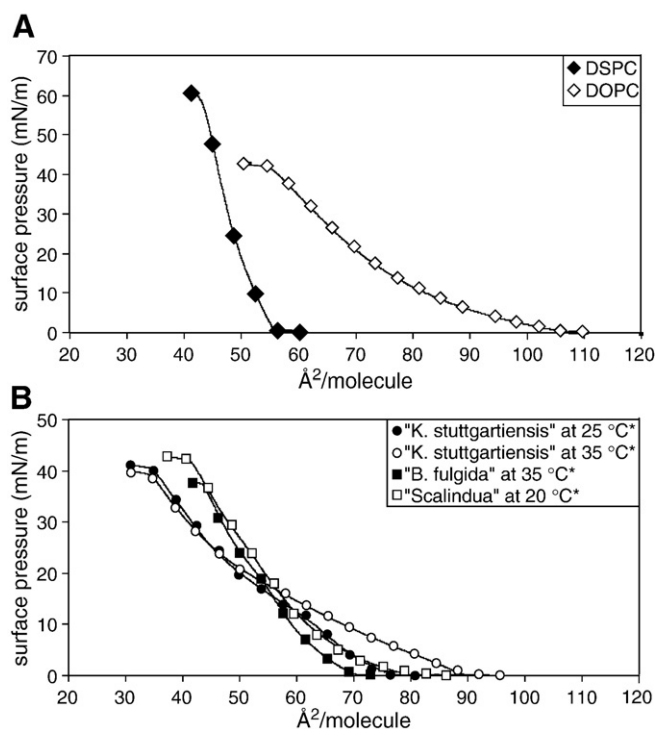 A
70
60
50
40
30
20
10
0
surface pressure (mN/m)
DSPC
DOPC
20 30 40 50 60 70 80 90 100 110 120
Å²/molecule
B
50
40
30
20
10
0
surface pressure (mN/m)
"K. stuttgartiensis" at 25 °C*
"K. stuttgartiensis" at 35 °C*
"B. fulgida" at 35 °C*
"Scalindua" at 20 °C*
20 30 40 50 60 70 80 90 100 110 120
Å²/molecule